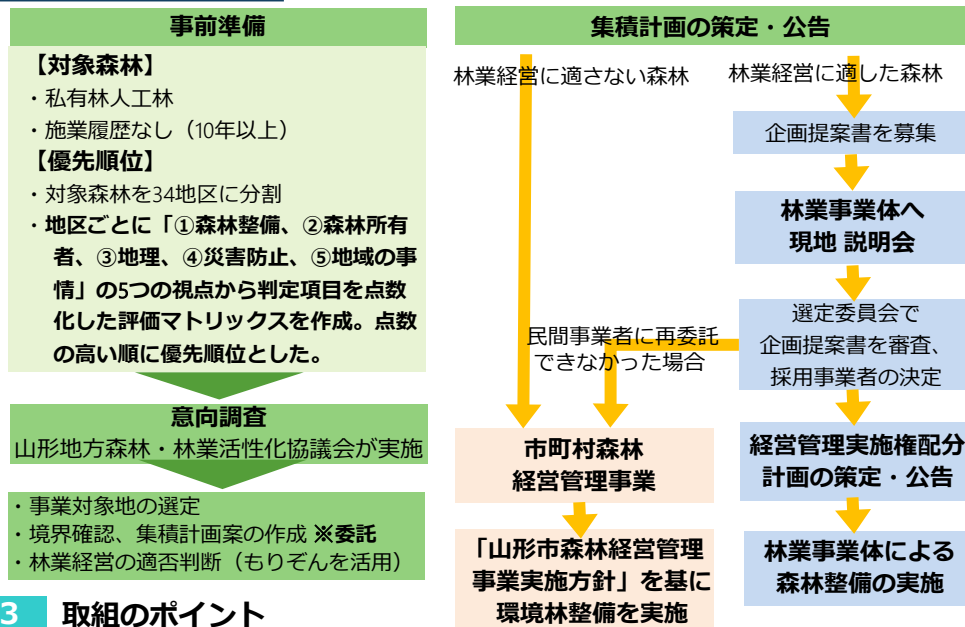 事前準備
【対象森林】
・私有林人工林
・施業履歴なし（10年以上）
【優先順位】
・対象森林を34地区に分割
・地区ごとに「①森林整備、②森林所有
者、③地理、④災害防止、⑤地域の事
情」の5つの視点から判定項目を点数
化した評価マトリックスを作成。点数
の高い順に優先順位とした。
意向調査
山形地方森林・林業活性化協議会が実施
・事業対象地の選定
・境界確認、集積計画案の作成 ※委託
・林業経営の適否判断（もりぞんを活用）
集積計画の策定・公告
林業経営に適さない森林
林業経営に適した森林
企画提案書を募集
林業事業体へ
現地 説明会
選定委員会で
企画提案書を審査、
採用事業者の決定
民間事業者に再委託
できなかった場合
市町村森林
経営管理事業
経営管理実施権配分
計画の策定・公告
「山形市森林経営管理
事業実施方針」を基に
環境林整備を実施
林業事業体による
森林整備の実施
3 取組のポイント